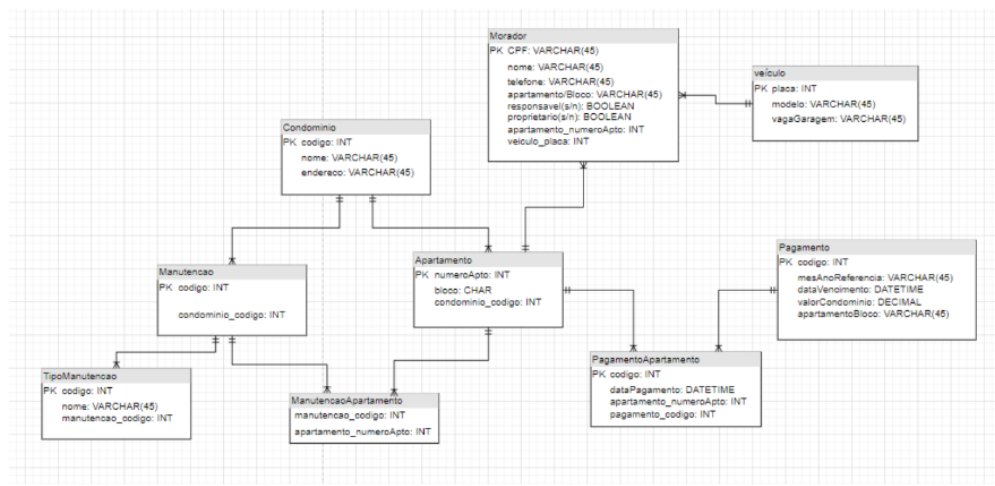 Morador
PK CPF: VARCHAR(45)
nome: VARCHAR(45)
telefone: VARCHAR(45)
apartamento/Bloco: VARCHAR(45)
responsavel(s/n): BOOLEAN
proprietario(s/n): BOOLEAN
apartamento_numeroApto: INT
veiculo_placa: INT
veículo
PK placa: INT
modelo: VARCHAR(45)
vagaGaragem: VARCHAR(45)
Condominio
PK codigo: INT
nome: VARCHAR(45)
endereco: VARCHAR(45)
Manutencao
PK codigo: INT
condominio_codigo: INT
Apartamento
PK numeroApto: INT
bloco: CHAR
condominio_codigo: INT
Pagamento
PK codigo: INT
mesAnoReferencia: VARCHAR(45)
dataVencimento: DATETIME
valorCondominio: DECIMAL
apartamentoBloco: VARCHAR(45)
TipoManutencao
PK codigo: INT
nome: VARCHAR(45)
manutencao_codigo: INT
ManutencaoApartamento
manutencao_codigo: INT
apartamento_numeroApto: INT
PagamentoApartamento
PK codigo: INT
dataPagamento: DATETIME
apartamento_numeroApto: INT
pagamento_codigo: INT